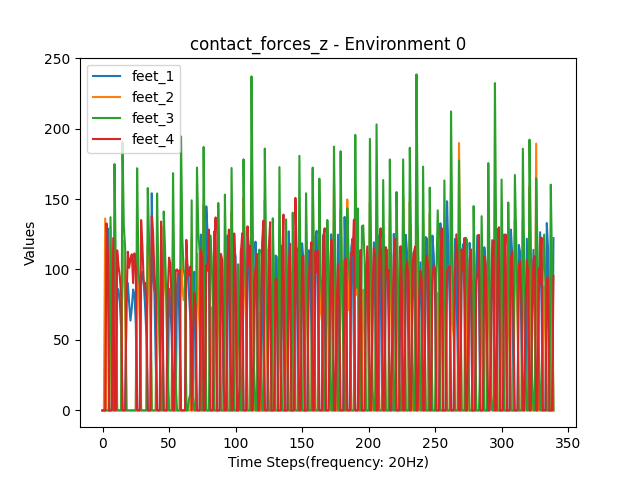 contact_forces_z - Environment 0
feet_1
feet_2
feet_3
feet_4
Values
250
200
150
100
50
0
0 50 100 150 200 250 300 350
Time Steps(frequency: 20Hz)